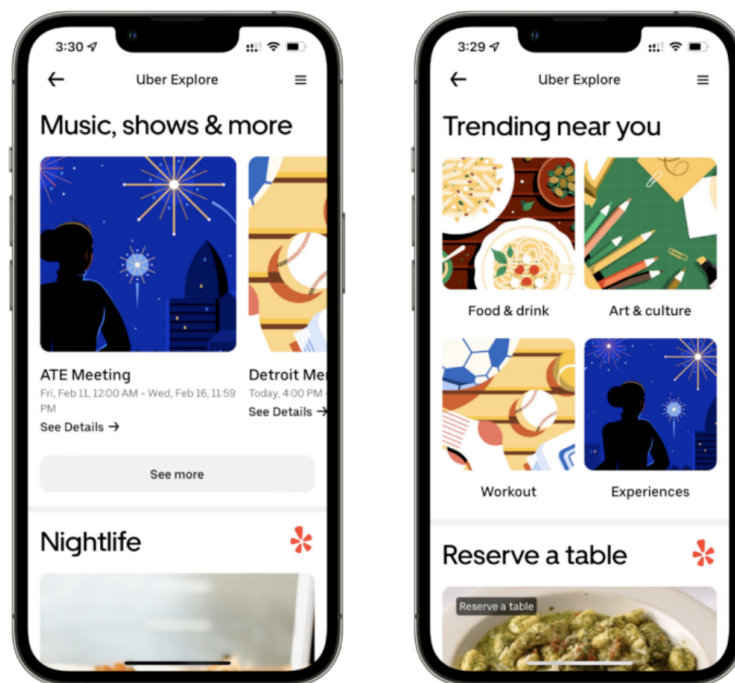 3:30
Uber Explore
Music, shows & more
ATE Meeting
Fri, Feb 11, 12:00 AM - Wed, Feb 16, 11:59
PM
See Details →
Detroit Me
Today, 4:00 PM -
See Details →
See more
Nightlife
3:29
Uber Explore
Trending near you
Food & drink
Art & culture
Workout
Experiences
Reserve a table
Reserve a table